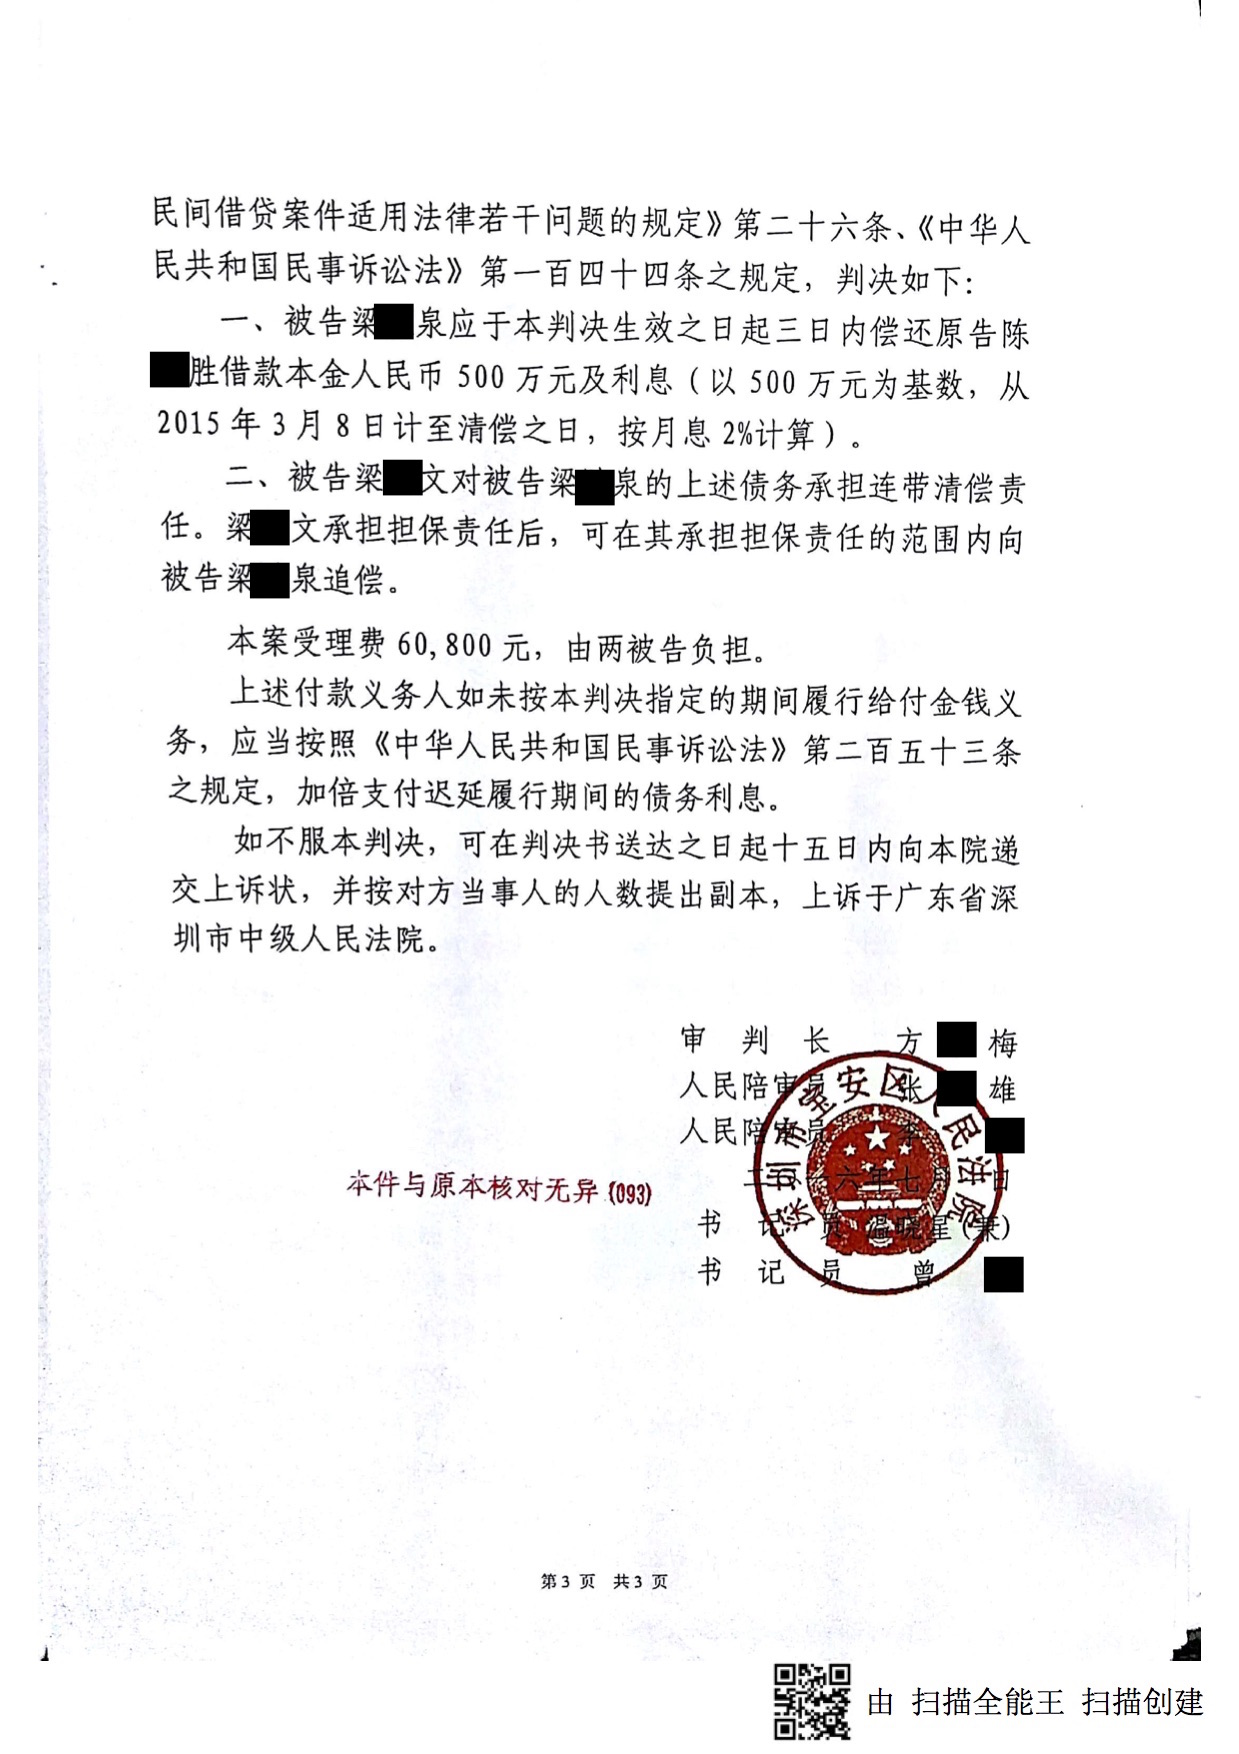 民间借贷案件适用法律若干问题的规定》第二十六条、《中华人
民共和国民事诉讼法》第一百四十四条之规定，判决如下：
一、被告梁 泉应于本判决生效之日起三日内偿还原告陈
胜借款本金人民币 500 万元及利息（以 500 万元为基数，从
2015 年 3 月 8 日计至清偿之日，按月息 2%计算）。
二、被告梁 文对被告梁 泉的上述债务承担连带清偿责
任。梁 文承担担保责任后，可在其承担担保责任的范围内向
被告梁 泉追偿。
本案受理费 60,800 元，由两被告负担。
上述付款义务人如未按本判决指定的期间履行给付金钱义
务，应当按照《中华人民共和国民事诉讼法》第二百五十三条
之规定，加倍支付迟延履行期间的债务利息。
如不服本判决，可在判决书送达之日起十五日内向本院递
交上诉状，并按对方当事人的人数提出副本，上诉于广东省深
圳市中级人民法院。
审 判 长 方 梅
人民陪审员 张 雄
人民陪审员 李
二 一六年七月 日
书 记 员 温晓星（兼）
书 记 员 曾
深圳市宝安区人民法院
本件与原本核对无异(093)
第 3 页 共 3 页
由 扫描全能王 扫描创建